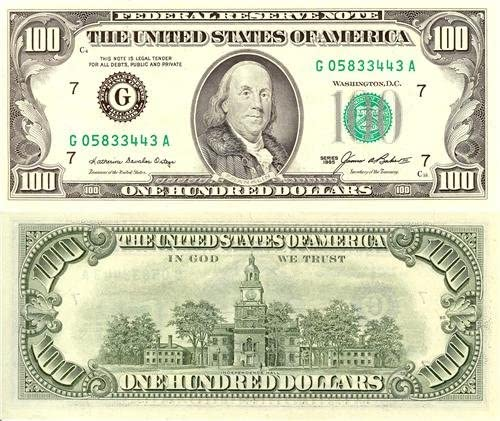 FEDERAL RESERVE NOTE
100 THE UNITED STATES OF AMERICA 100
C4
THIS NOTE IS LEGAL TENDER
FOR ALL DEBTS, PUBLIC AND PRIVATE
G 05833443 A
WASHINGTON, D.C.
7 7
G
100
G 05833443 A
7 7
Katherine Davalos Ortega
Treasurer of the United States.
SERIES
1985
James A Baker III
Secretary of the Treasury.
100 100 ONE HUNDRED DOLLARS 100 100
100 THE UNITED STATES OF AMERICA 100
IN GOD WE TRUST
INDEPENDENCE HALL
100 ONE HUNDRED DOLLARS 100